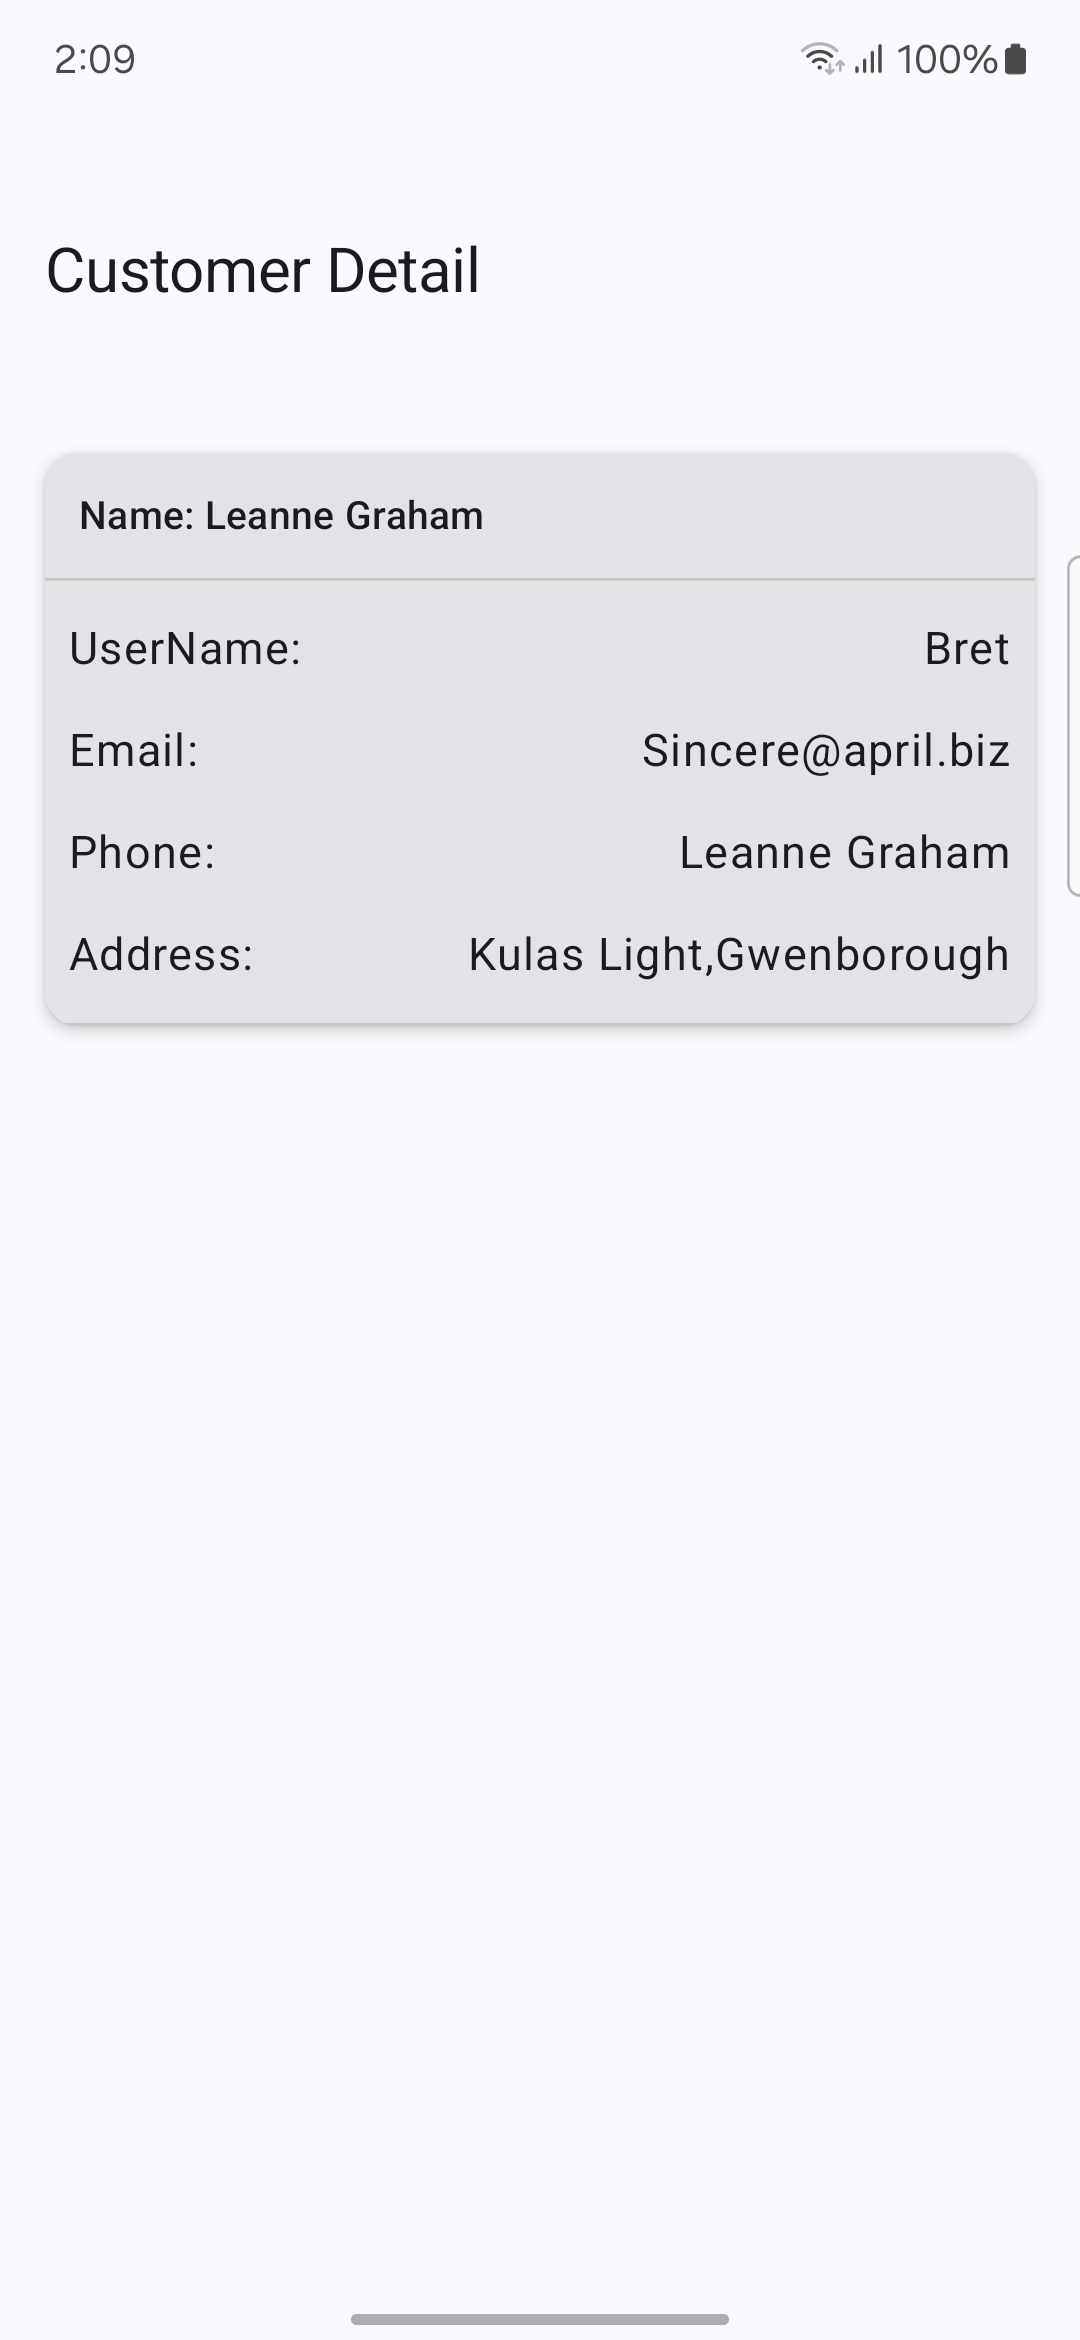 2:09 100%
Customer Detail
Name: Leanne Graham
UserName: Bret
Email: Sincere@april.biz
Phone: Leanne Graham
Address: Kulas Light,Gwenborough